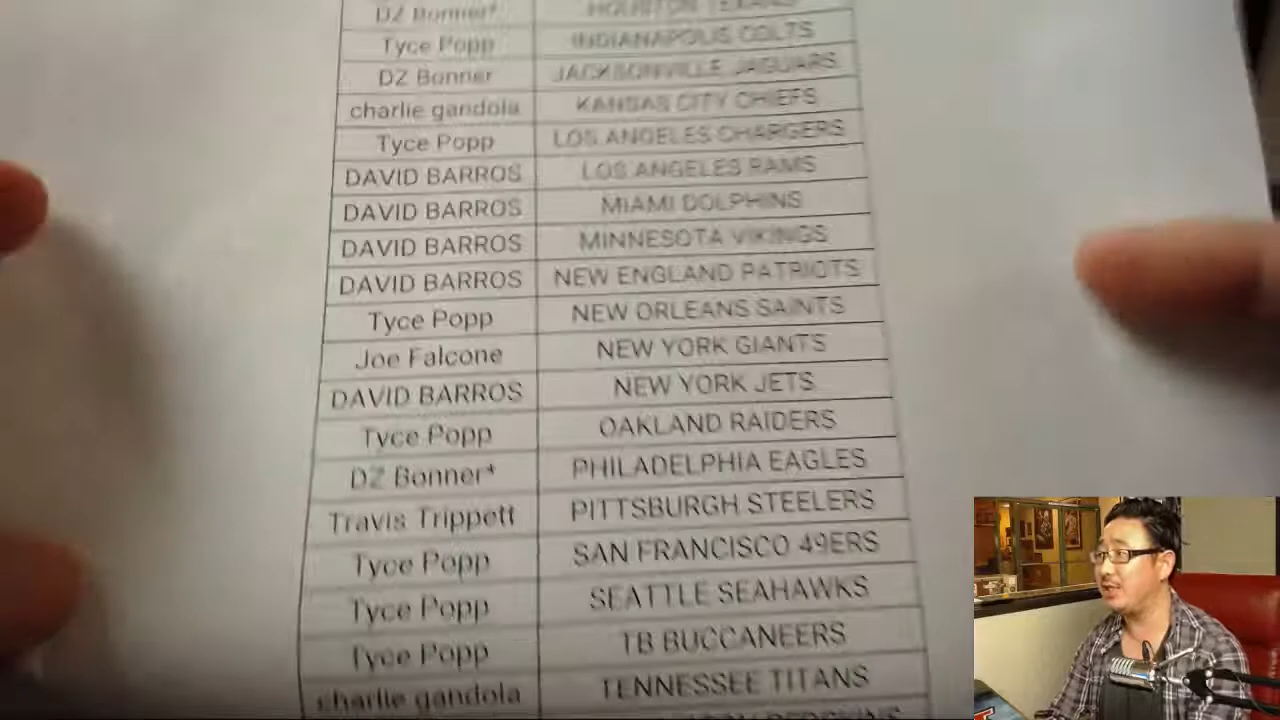 DZ Bonner* HOUSTON TEXANS
Tyce Popp INDIANAPOLIS COLTS
DZ Bonner JACKSONVILLE JAGUARS
charlie gandola KANSAS CITY CHIEFS
Tyce Popp LOS ANGELES CHARGERS
DAVID BARROS LOS ANGELES RAMS
DAVID BARROS MIAMI DOLPHINS
DAVID BARROS MINNESOTA VIKINGS
DAVID BARROS NEW ENGLAND PATRIOTS
Tyce Popp NEW ORLEANS SAINTS
Joe Falcone NEW YORK GIANTS
DAVID BARROS NEW YORK JETS
Tyce Popp OAKLAND RAIDERS
DZ Bonner* PHILADELPHIA EAGLES
Travis Trippett PITTSBURGH STEELERS
Tyce Popp SAN FRANCISCO 49ERS
Tyce Popp SEATTLE SEAHAWKS
Tyce Popp TB BUCCANEERS
charlie gandola TENNESSEE TITANS